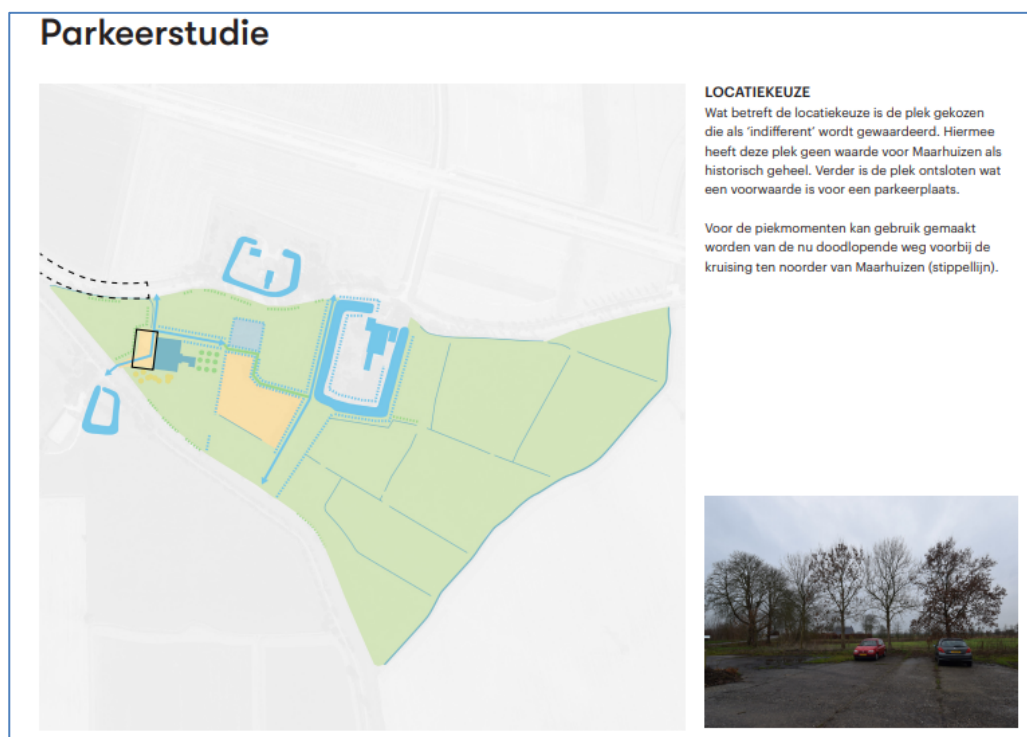 Parkeerstudie
LOCATIEKEUZE
Wat betreft de locatiekeuze is de plek gekozen
die als 'indifferent' wordt gewaardeerd. Hiermee
heeft deze plek geen waarde voor Maarhuizen als
historisch geheel. Verder is de plek ontsloten wat
een voorwaarde is voor een parkeerplaats.
Voor de piekmomenten kan gebruik gemaakt
worden van de nu doodlopende weg voorbij de
kruising ten noorder van Maarhuizen (stippellijn).